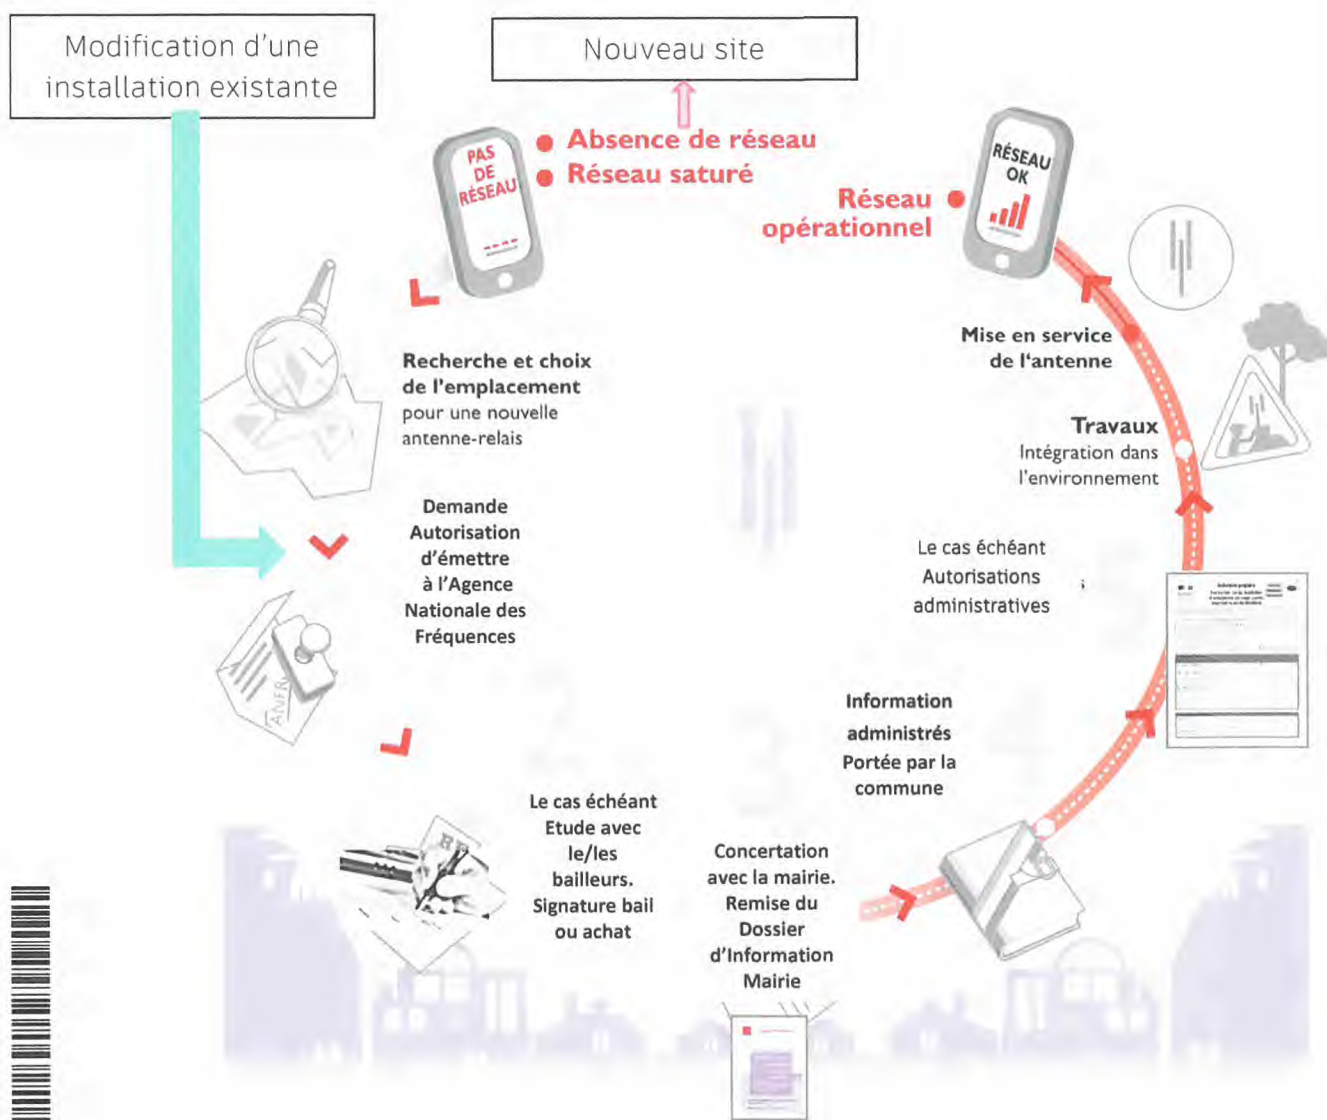 Modification d'une
installation existante
Nouveau site
Absence de réseau
Réseau saturé
PAS
DE
RÉSEAU
RÉSEAU
OK
Réseau
opérationnel
Recherche et choix
de l'emplacement
pour une nouvelle
antenne-relais
Demande
Autorisation
d'émettre
à l'Agence
Nationale des
Fréquences
ANFR
Le cas échéant
Etude avec
le/les
bailleurs.
Signature bail
ou achat
Concertation
avec la mairie.
Remise du
Dossier
d'Information
Mairie
Information
administrés
Portée par la
commune
Le cas échéant
Autorisations
administratives
Travaux
Intégration dans
l'environnement
Mise en service
de l'antenne
2
3
4
5